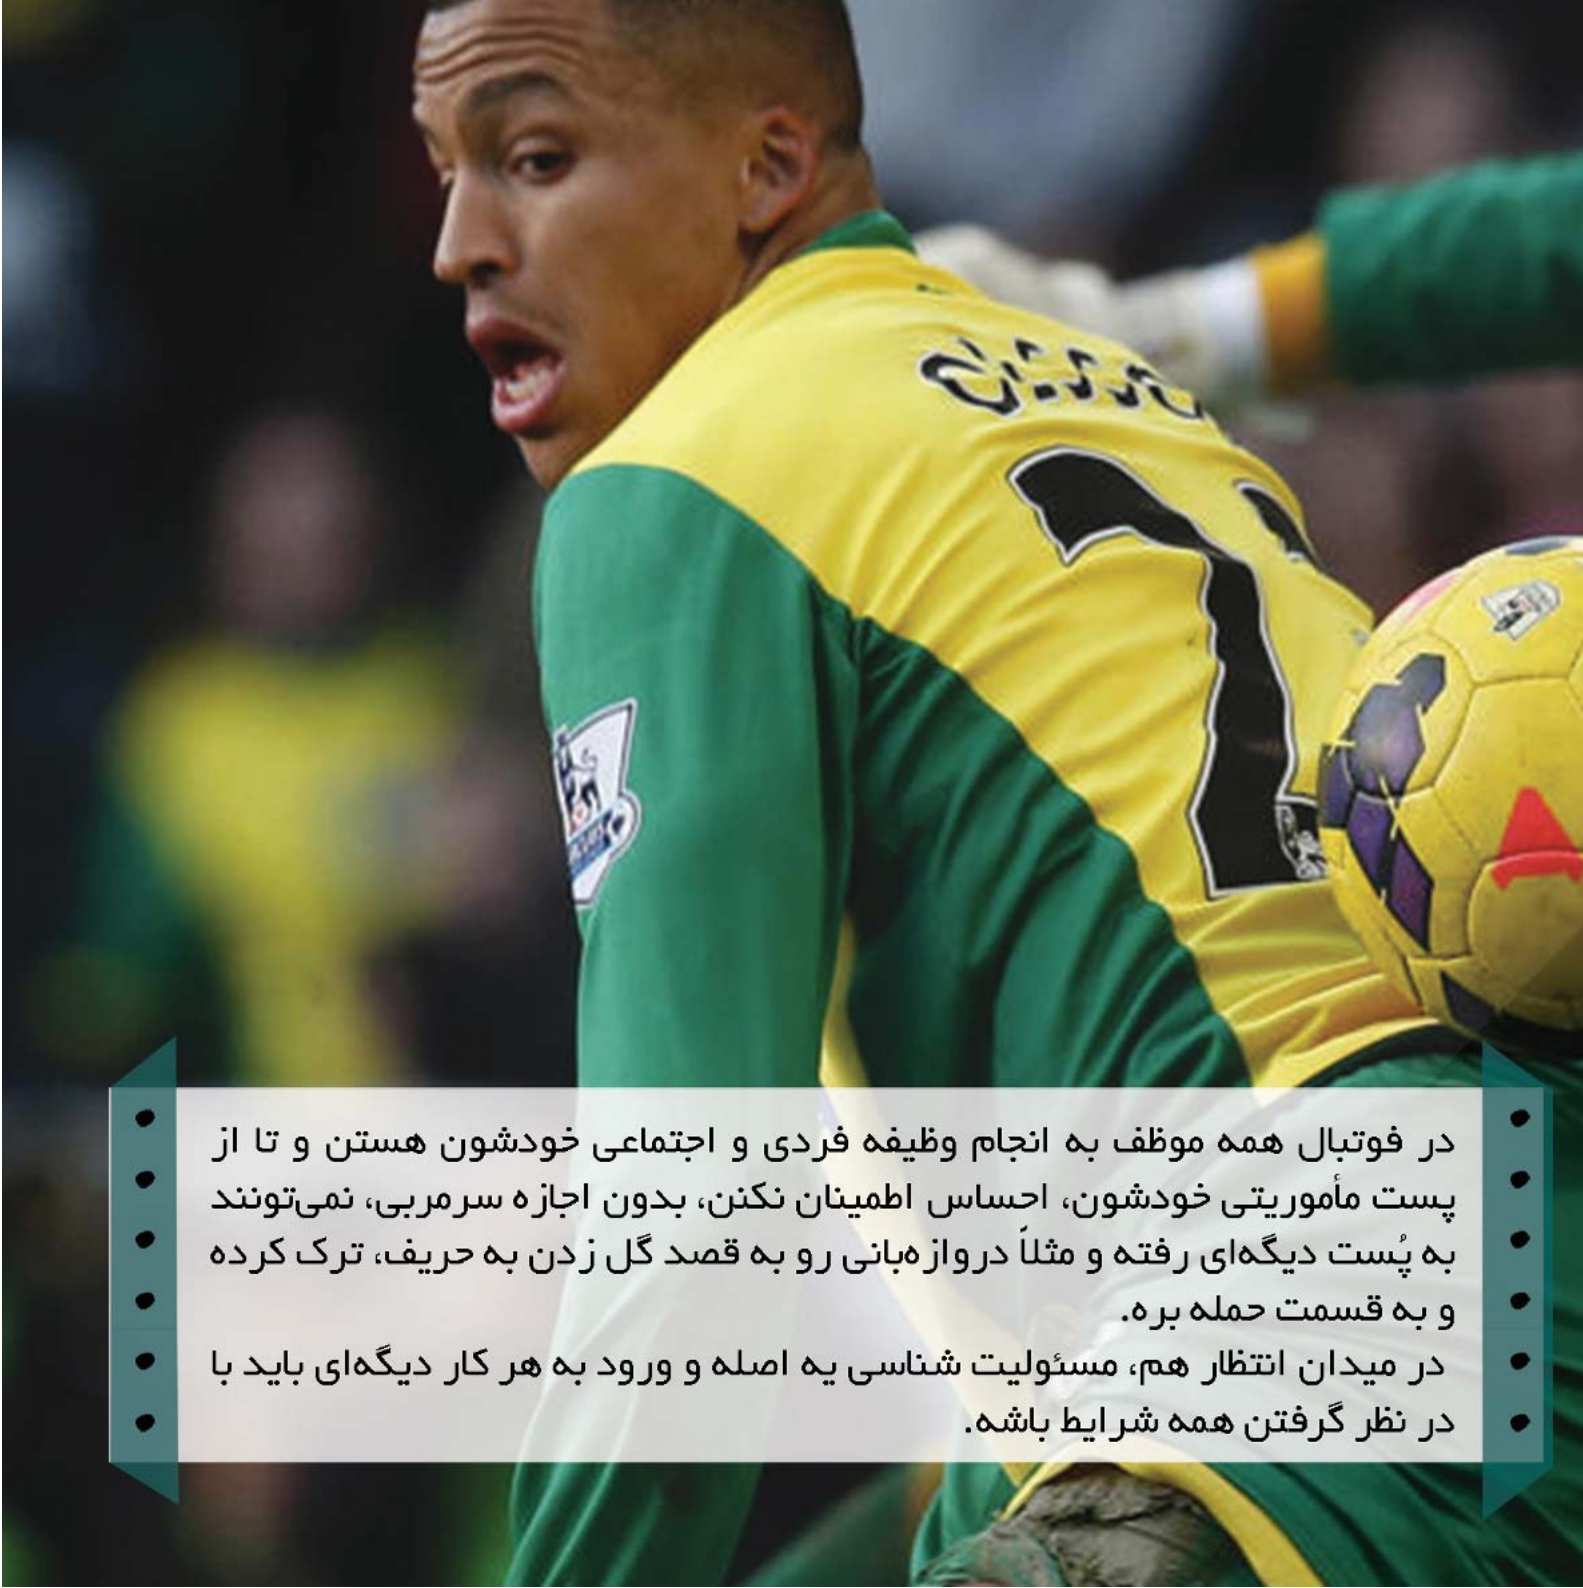 در فوتبال همه موظف به انجام وظیفه فردی و اجتماعی خودشون هستن و تا از
پست مأموریتی خودشون، احساس اطمینان نکنن، بدون اجازه سرمربی، نمی‌تونند
به پُست دیگه‌ای رفته و مثلاً دروازه‌بانی رو به قصد گل زدن به حریف، ترک کرده
و به قسمت حمله بره.
در میدان انتظار هم، مسئولیت شناسی یه اصله و ورود به هر کار دیگه‌ای باید با
در نظر گرفتن همه شرایط باشه.